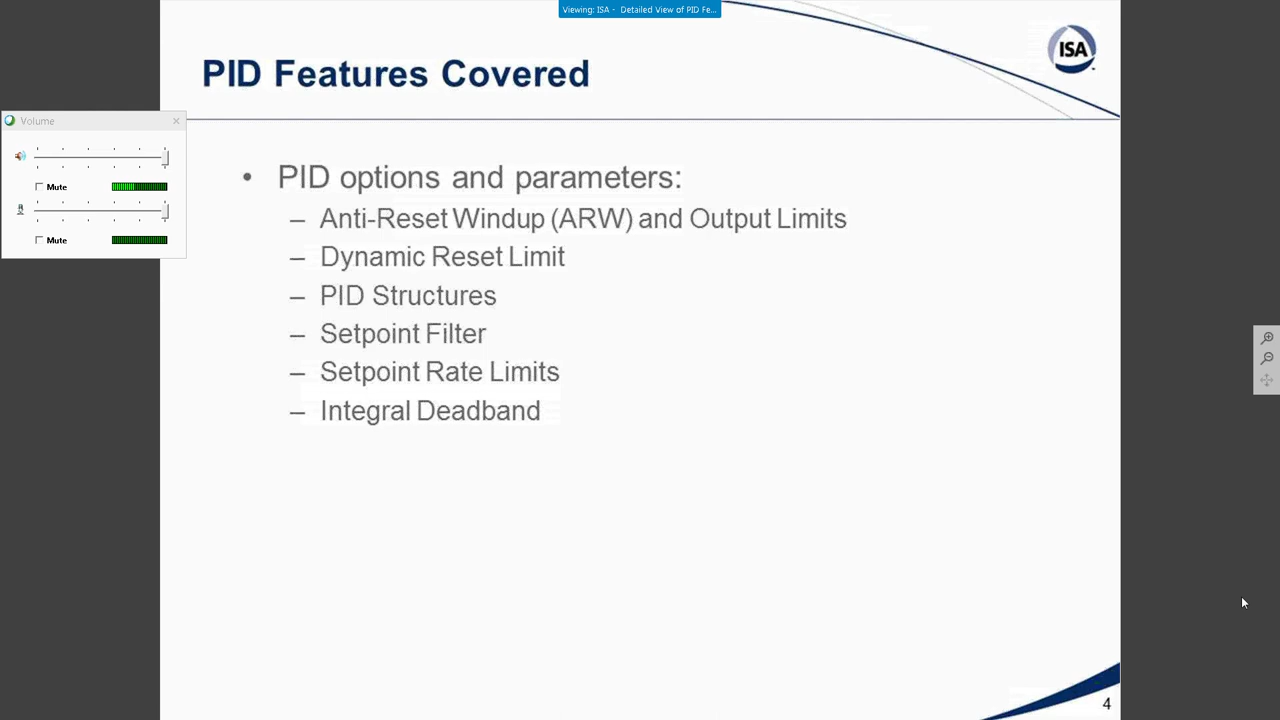 Viewing: ISA - Detailed View of PID Fe...
ISA
PID Features Covered
Volume
Mute
Mute
• PID options and parameters:
– Anti-Reset Windup (ARW) and Output Limits
– Dynamic Reset Limit
– PID Structures
– Setpoint Filter
– Setpoint Rate Limits
– Integral Deadband
4